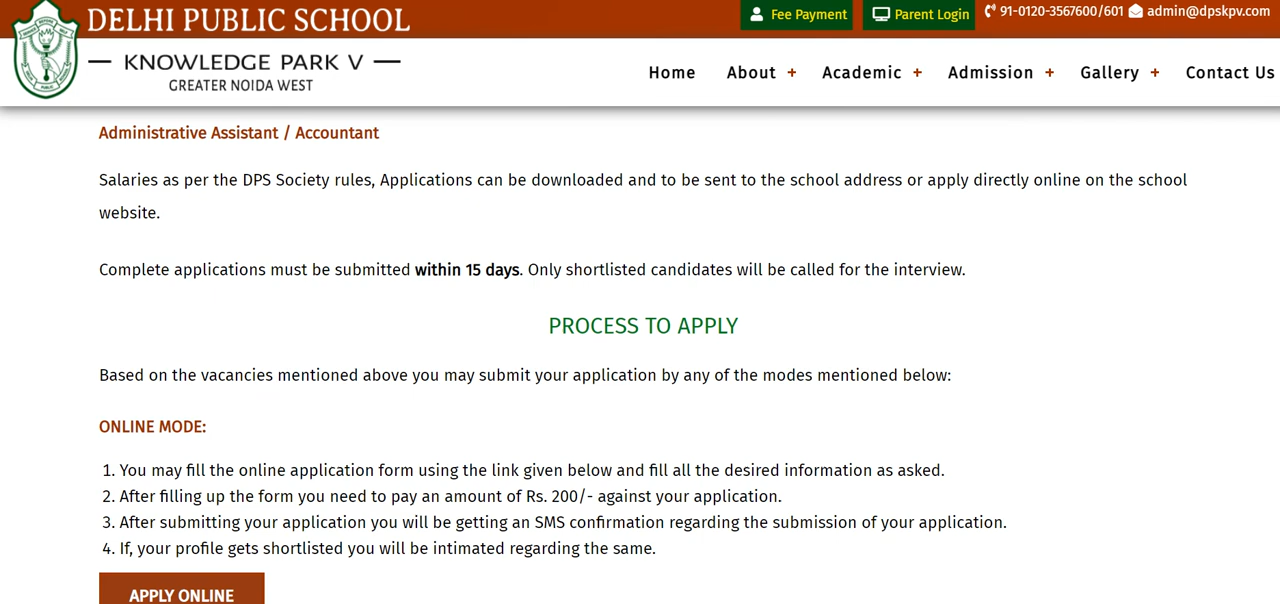 DELHI PUBLIC SCHOOL
Fee Payment
Parent Login
91-0120-3567600/601
admin@dpskpv.com
— KNOWLEDGE PARK V —
GREATER NOIDA WEST
Home About + Academic + Admission + Gallery + Contact Us
Administrative Assistant / Accountant
Salaries as per the DPS Society rules, Applications can be downloaded and to be sent to the school address or apply directly online on the school
website.
Complete applications must be submitted within 15 days. Only shortlisted candidates will be called for the interview.
PROCESS TO APPLY
Based on the vacancies mentioned above you may submit your application by any of the modes mentioned below:
ONLINE MODE:
1. You may fill the online application form using the link given below and fill all the desired information as asked.
2. After filling up the form you need to pay an amount of Rs. 200/- against your application.
3. After submitting your application you will be getting an SMS confirmation regarding the submission of your application.
4. If, your profile gets shortlisted you will be intimated regarding the same.
APPLY ONLINE